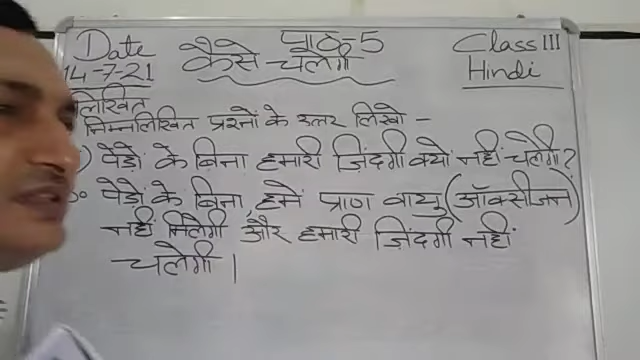 Date
पाठ-5
Class III
14-7-21
कैसे चलेगी
Hindi
लिखित
निम्नलिखित प्रश्नों के उत्तर लिखो -
) पेड़ों के बिना हमारी ज़िंदगी क्यों नहीं चलेगी?
पेड़ों के बिना हमें प्राण वायु (ऑक्सीजन)
नहीं मिलेगी और हमारी ज़िंदगी नहीं
चलेगी।